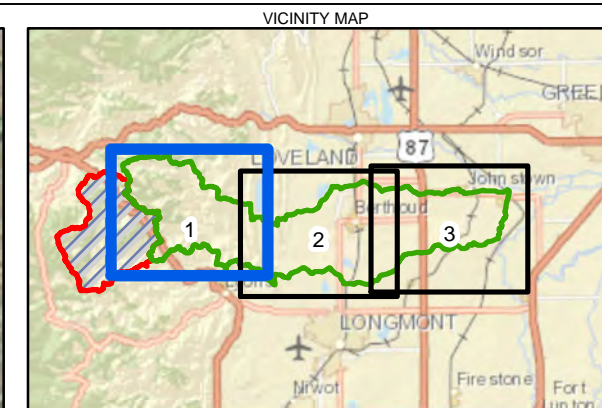 VICINITY MAP
Windsor
GREE
LOVELAND
87
Johnstown
Berthoud
1
2
3
LONGMONT
Niwot
Firestone
Fort